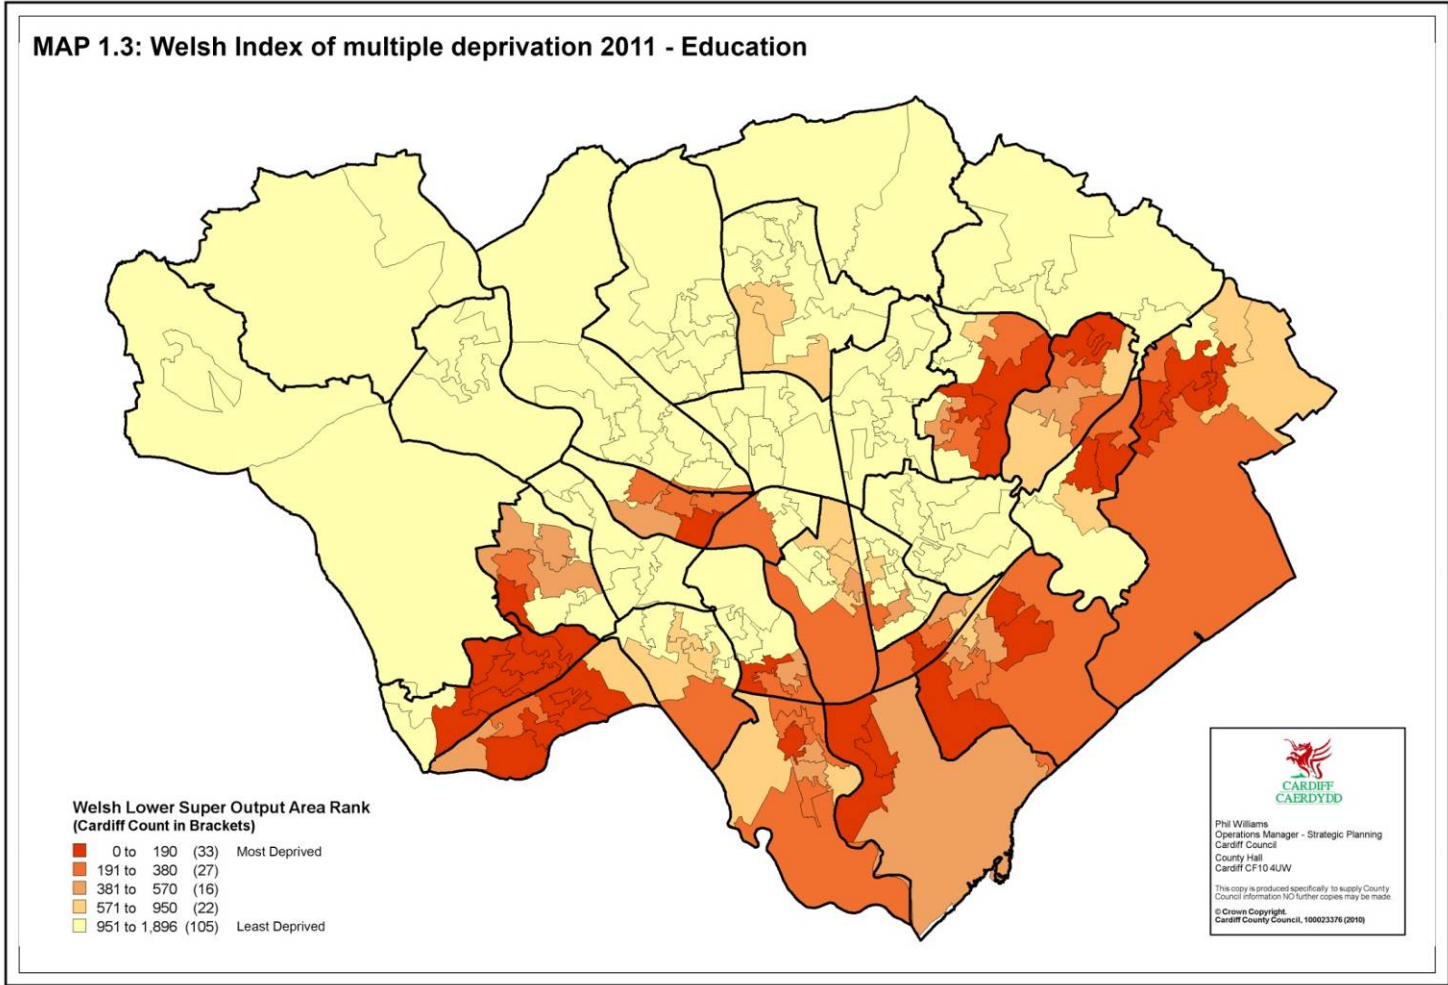 MAP 1.3: Welsh Index of multiple deprivation 2011 - Education
Welsh Lower Super Output Area Rank
(Cardiff Count in Brackets)
0 to 190 (33) Most Deprived
191 to 380 (27)
381 to 570 (16)
571 to 950 (22)
951 to 1,896 (105) Least Deprived
CARDIFF
CAERDYDD
Phil Williams
Operations Manager - Strategic Planning
Cardiff Council
County Hall
Cardiff CF10 4UW
This copy is produced specifically to supply County
Council information NO further copies may be made.
© Crown Copyright.
Cardiff County Council, 100023376 (2010)